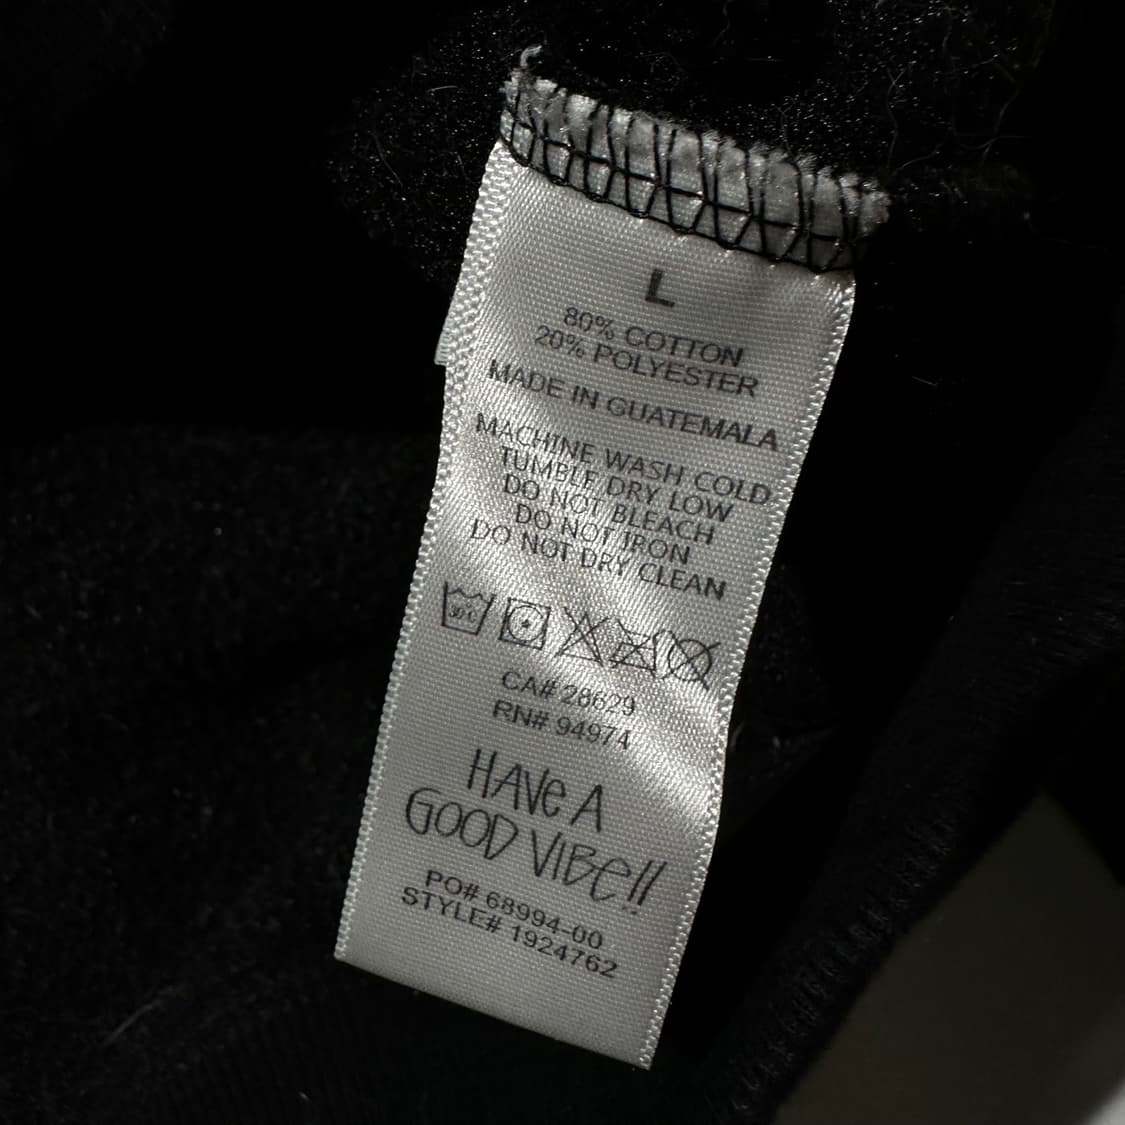 L
80% COTTON
20% POLYESTER
MADE IN GUATEMALA
MACHINE WASH COLD
TUMBLE DRY LOW
DO NOT BLEACH
DO NOT IRON
DO NOT DRY CLEAN
30°C
CA# 28629
RN# 94974
HAVe A
GOOD VIBe!!
PO# 68994-00
STYLE# 1924762